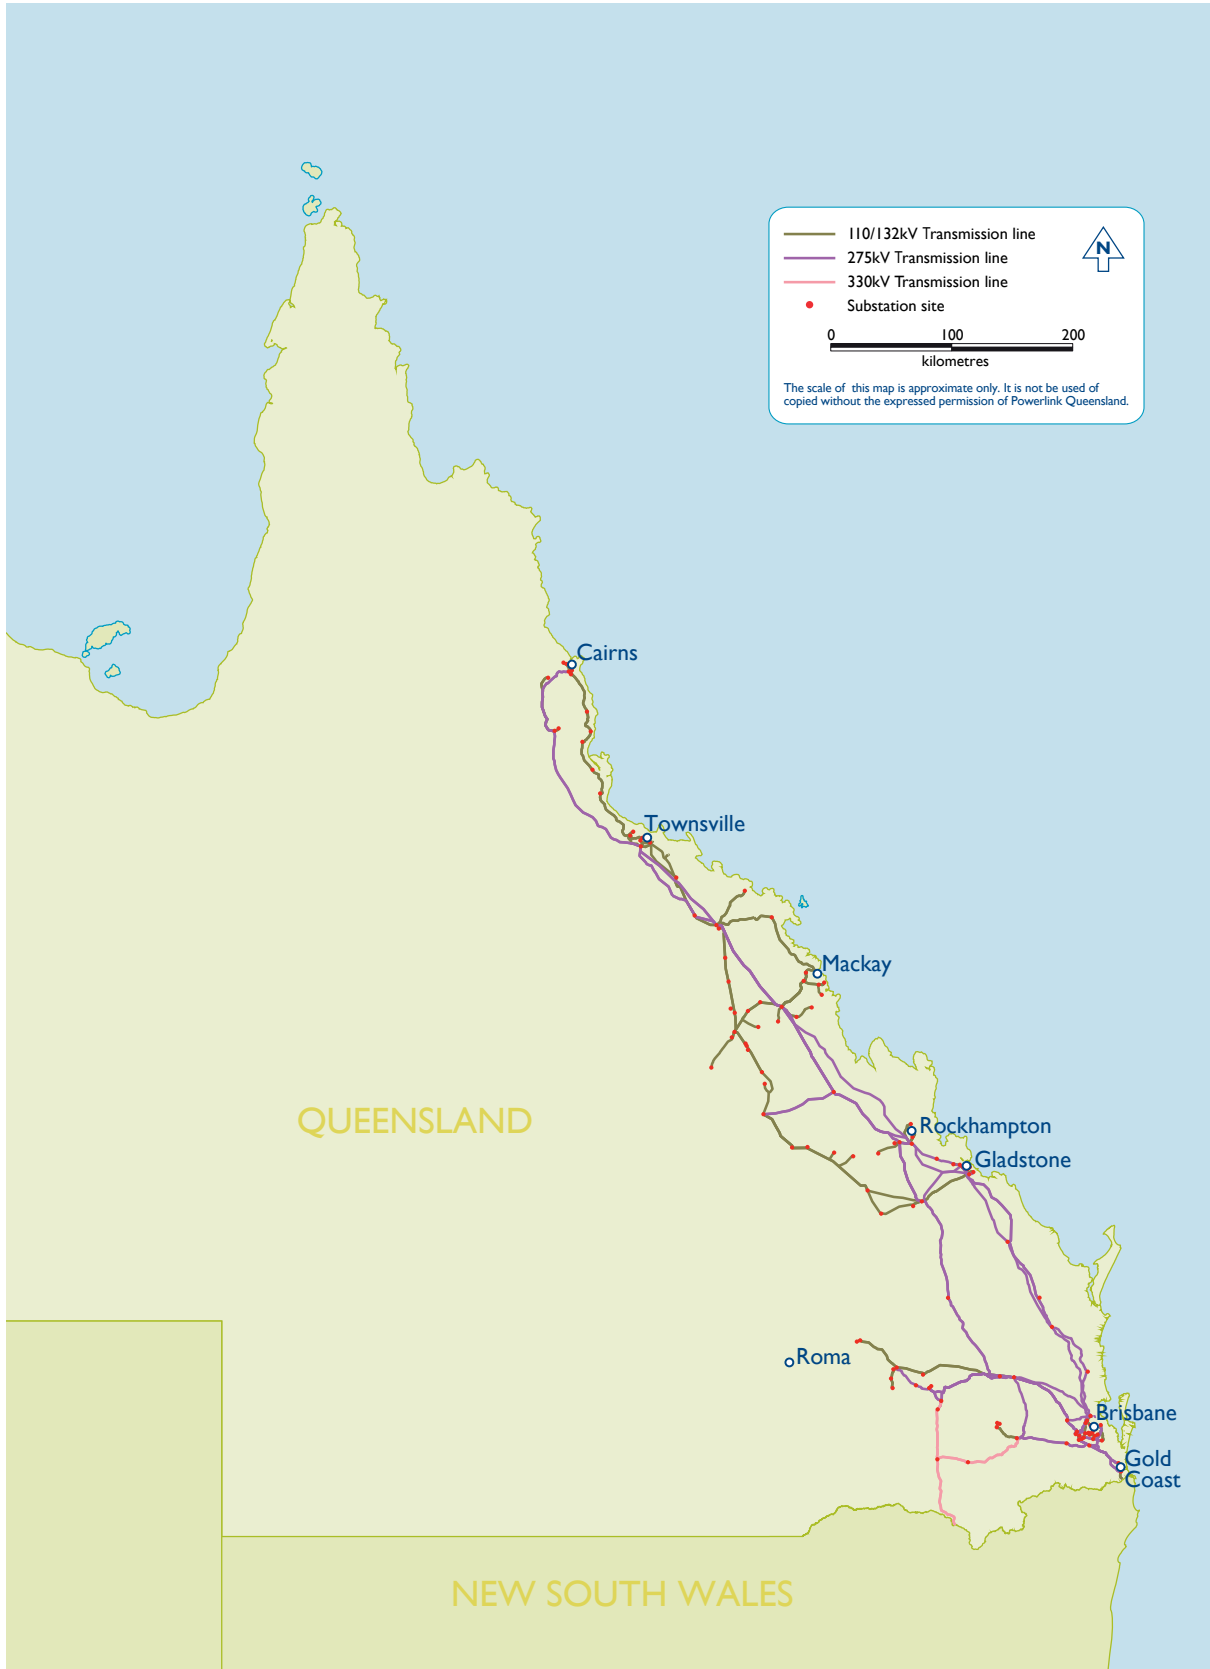 110/132kV Transmission line
N
275kV Transmission line
330kV Transmission line
Substation site
0 100 200
kilometres
The scale of this map is approximate only. It is not be used of
copied without the expressed permission of Powerlink Queensland.
Cairns
Townsville
Mackay
QUEENSLAND
Rockhampton
Gladstone
Roma
Brisbane
Gold
Coast
NEW SOUTH WALES